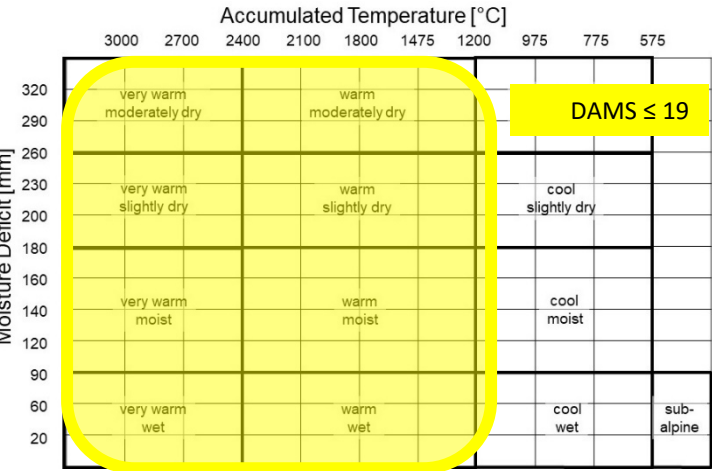 Accumulated Temperature [°C]
3000 2700 2400 2100 1800 1475 1200 975 775 575
Moisture Deficit [mm]
320
290
260
230
200
180
160
140
120
90
60
20
very warm
moderately dry
warm
moderately dry
DAMS ≤ 19
very warm
slightly dry
warm
slightly dry
cool
slightly dry
very warm
moist
warm
moist
cool
moist
very warm
wet
warm
wet
cool
wet
sub-
alpine